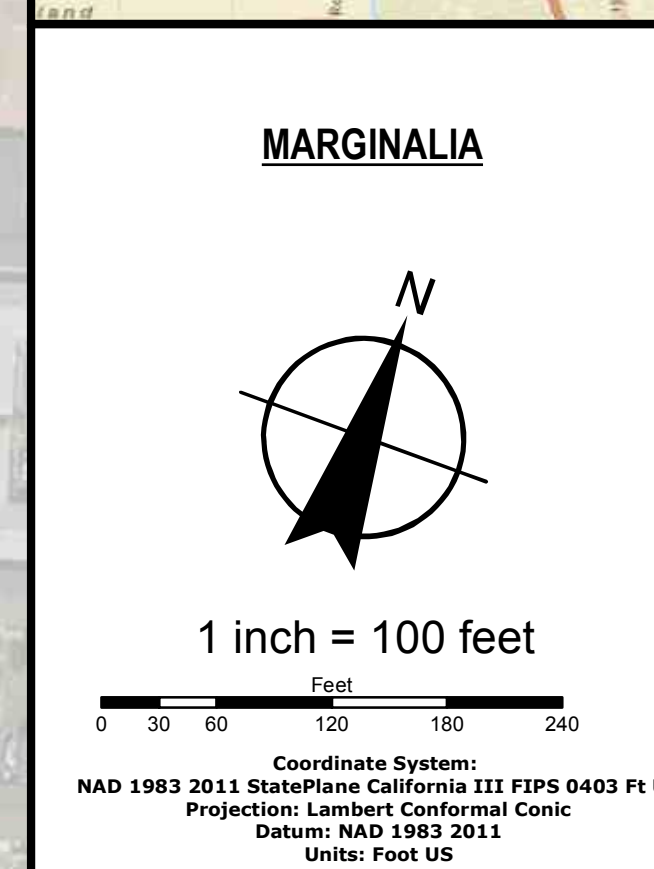 land
MARGINALIA
N
1 inch = 100 feet
Feet
0 30 60 120 180 240
Coordinate System:
NAD 1983 2011 StatePlane California III FIPS 0403 Ft
Projection: Lambert Conformal Conic
Datum: NAD 1983 2011
Units: Foot US